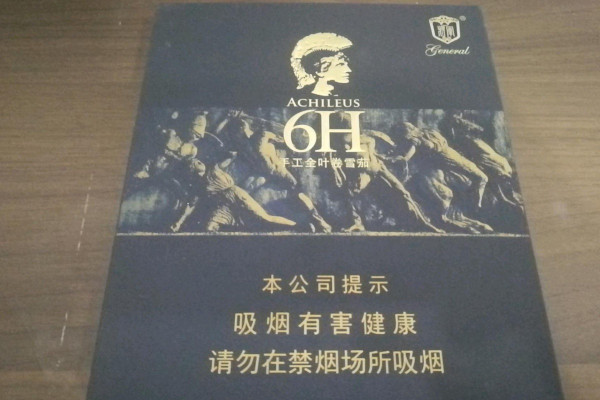 General
ACHILEUS
6H
手工全叶卷雪茄
本公司提示
吸烟有害健康
请勿在禁烟场所吸烟